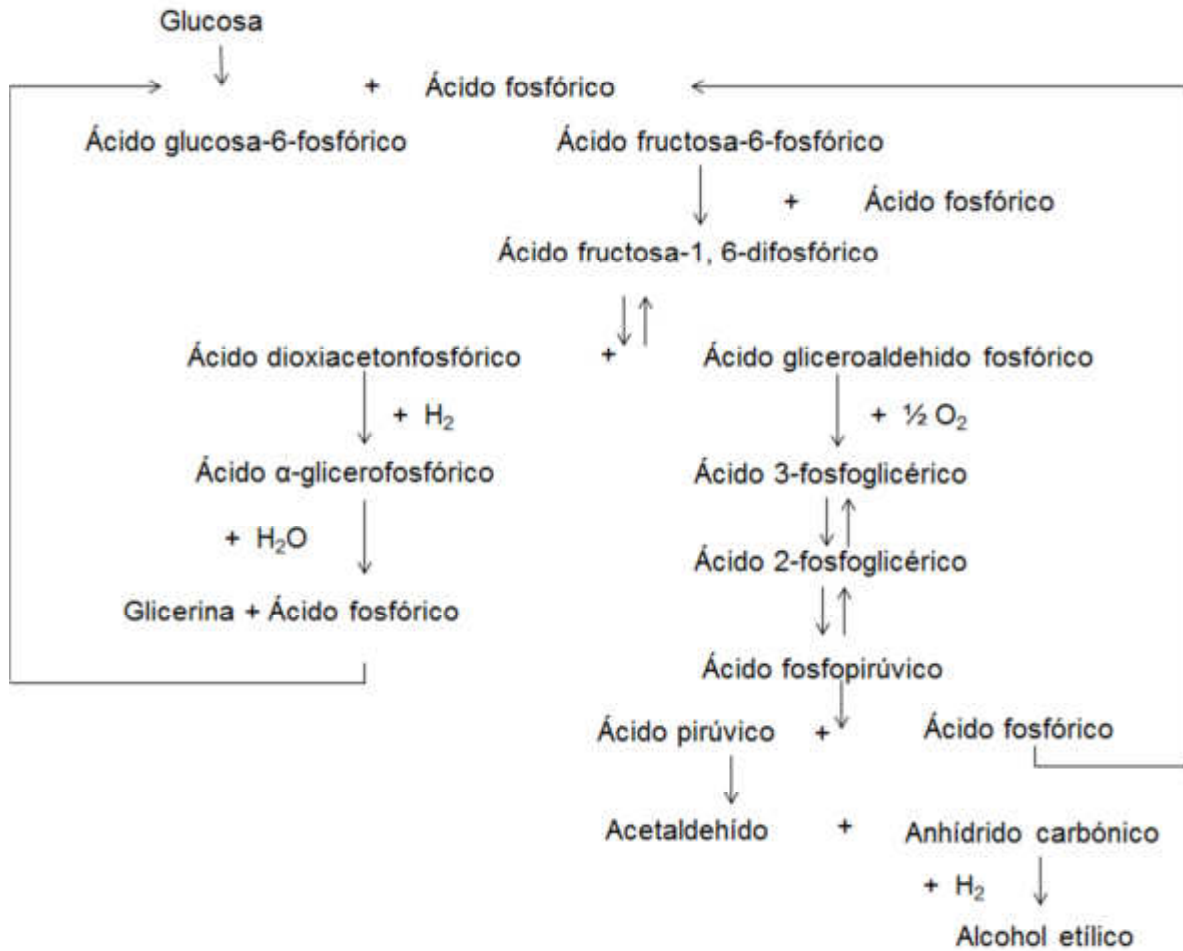 Glucosa
+ Ácido fosfórico
Ácido glucosa-6-fosfórico Ácido fructosa-6-fosfórico
+ Ácido fosfórico
Ácido fructosa-1, 6-difosfórico
Ácido dioxiacetonfosfórico + Ácido gliceroaldehido fosfórico
+ H₂ + ½ O₂
Ácido α-glicerofosfórico Ácido 3-fosfoglicérico
+ H₂O
Ácido 2-fosfoglicérico
Glicerina + Ácido fosfórico
Ácido fosfopirúvico
Ácido pirúvico + Ácido fosfórico
Acetaldehído + Anhídrido carbónico
+ H₂
Alcohol etílico